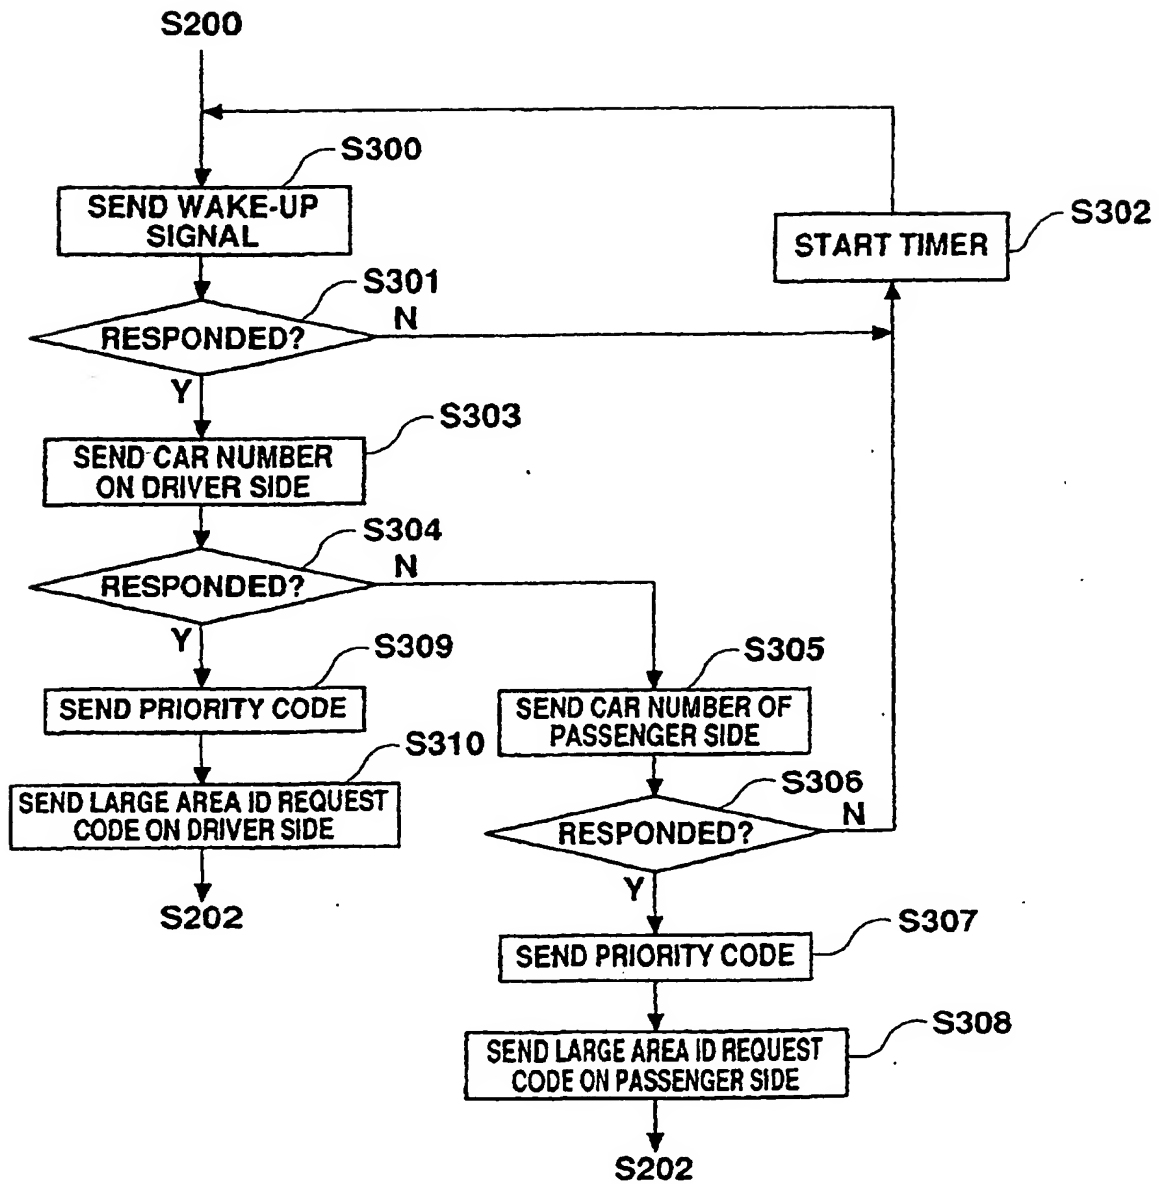 S200
S300
SEND WAKE-UP
SIGNAL
S302
START TIMER
S301
RESPONDED?
N
Y
S303
SEND CAR NUMBER
ON DRIVER SIDE
S304
RESPONDED?
N
Y
S309
SEND PRIORITY CODE
S310
SEND LARGE AREA ID REQUEST
CODE ON DRIVER SIDE
S202
S305
SEND CAR NUMBER OF
PASSENGER SIDE
S306
RESPONDED?
N
Y
S307
SEND PRIORITY CODE
S308
SEND LARGE AREA ID REQUEST
CODE ON PASSENGER SIDE
S202